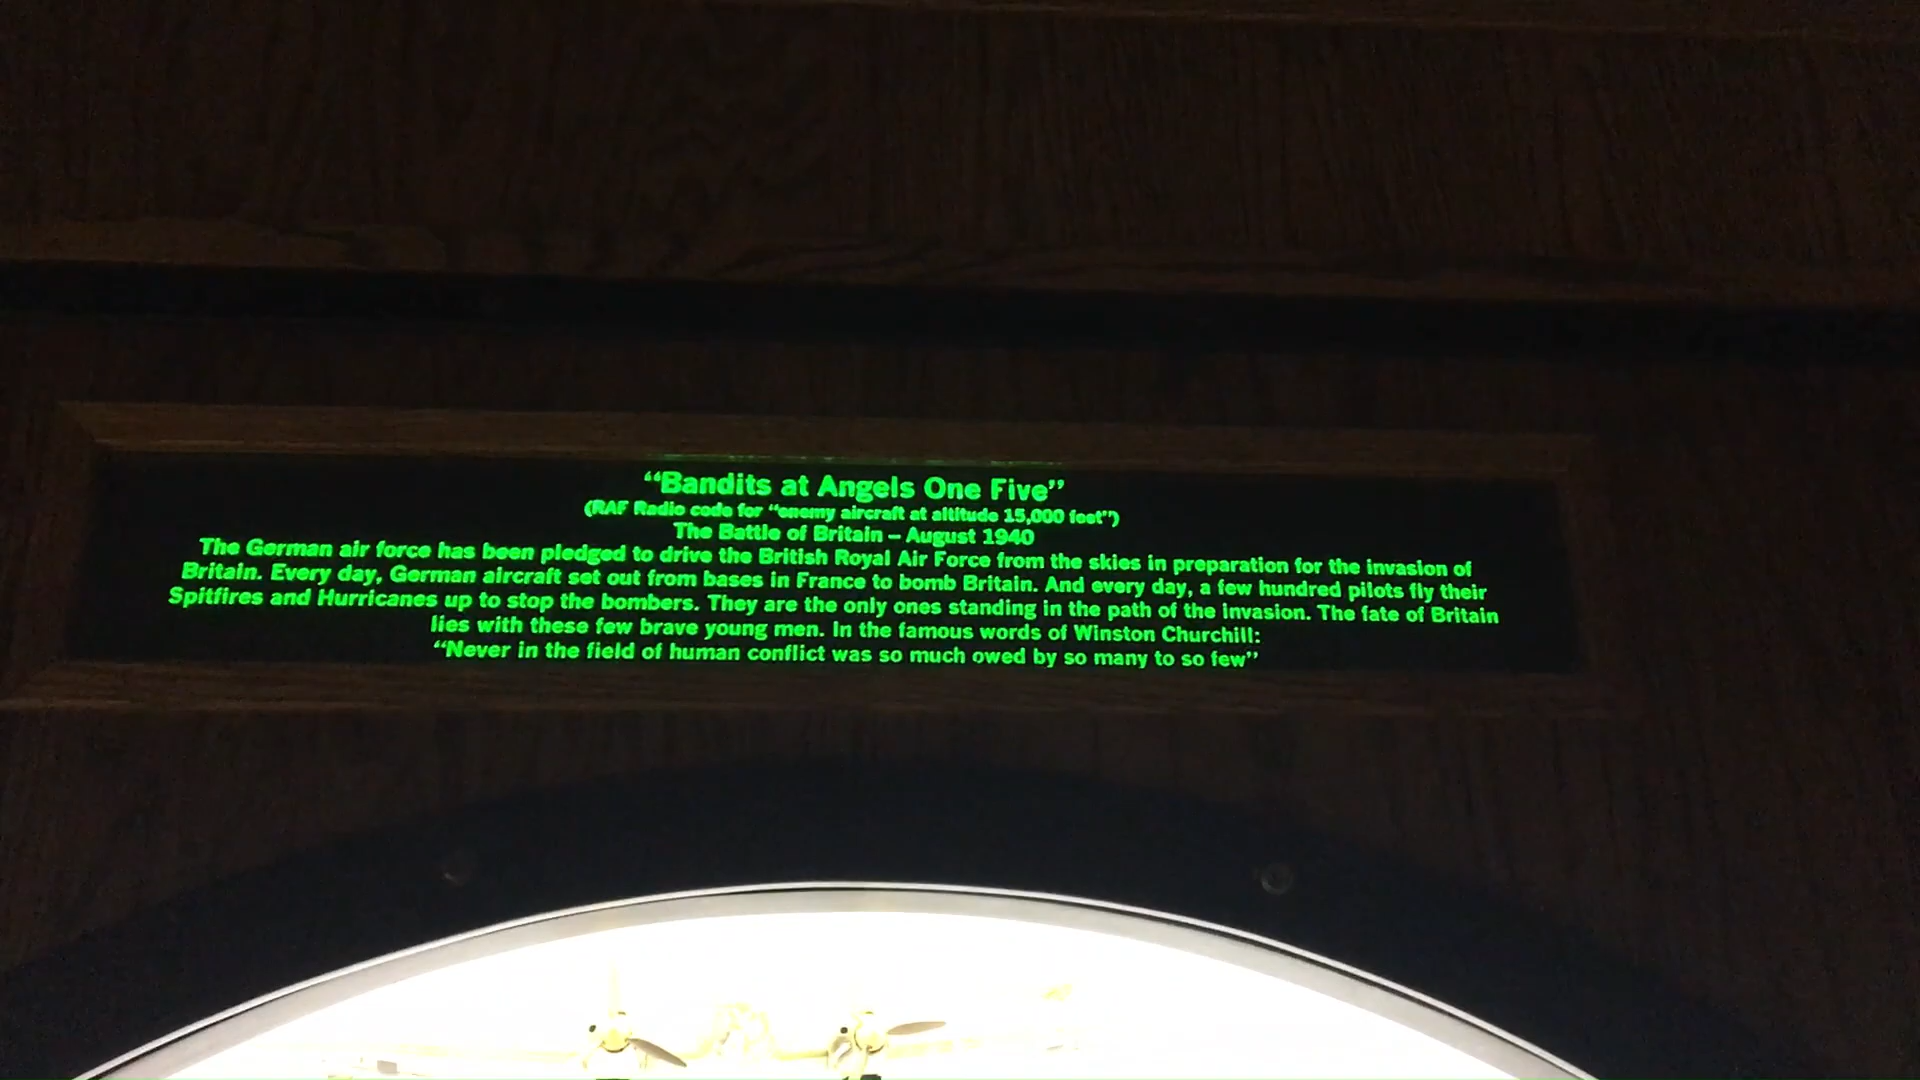 “Bandits at Angels One Five”
(RAF Radio code for “enemy aircraft at altitude 15,000 feet”)
The Battle of Britain – August 1940
The German air force has been pledged to drive the British Royal Air Force from the skies in preparation for the invasion of
Britain. Every day, German aircraft set out from bases in France to bomb Britain. And every day, a few hundred pilots fly their
Spitfires and Hurricanes up to stop the bombers. They are the only ones standing in the path of the invasion. The fate of Britain
lies with these few brave young men. In the famous words of Winston Churchill:
“Never in the field of human conflict was so much owed by so many to so few”